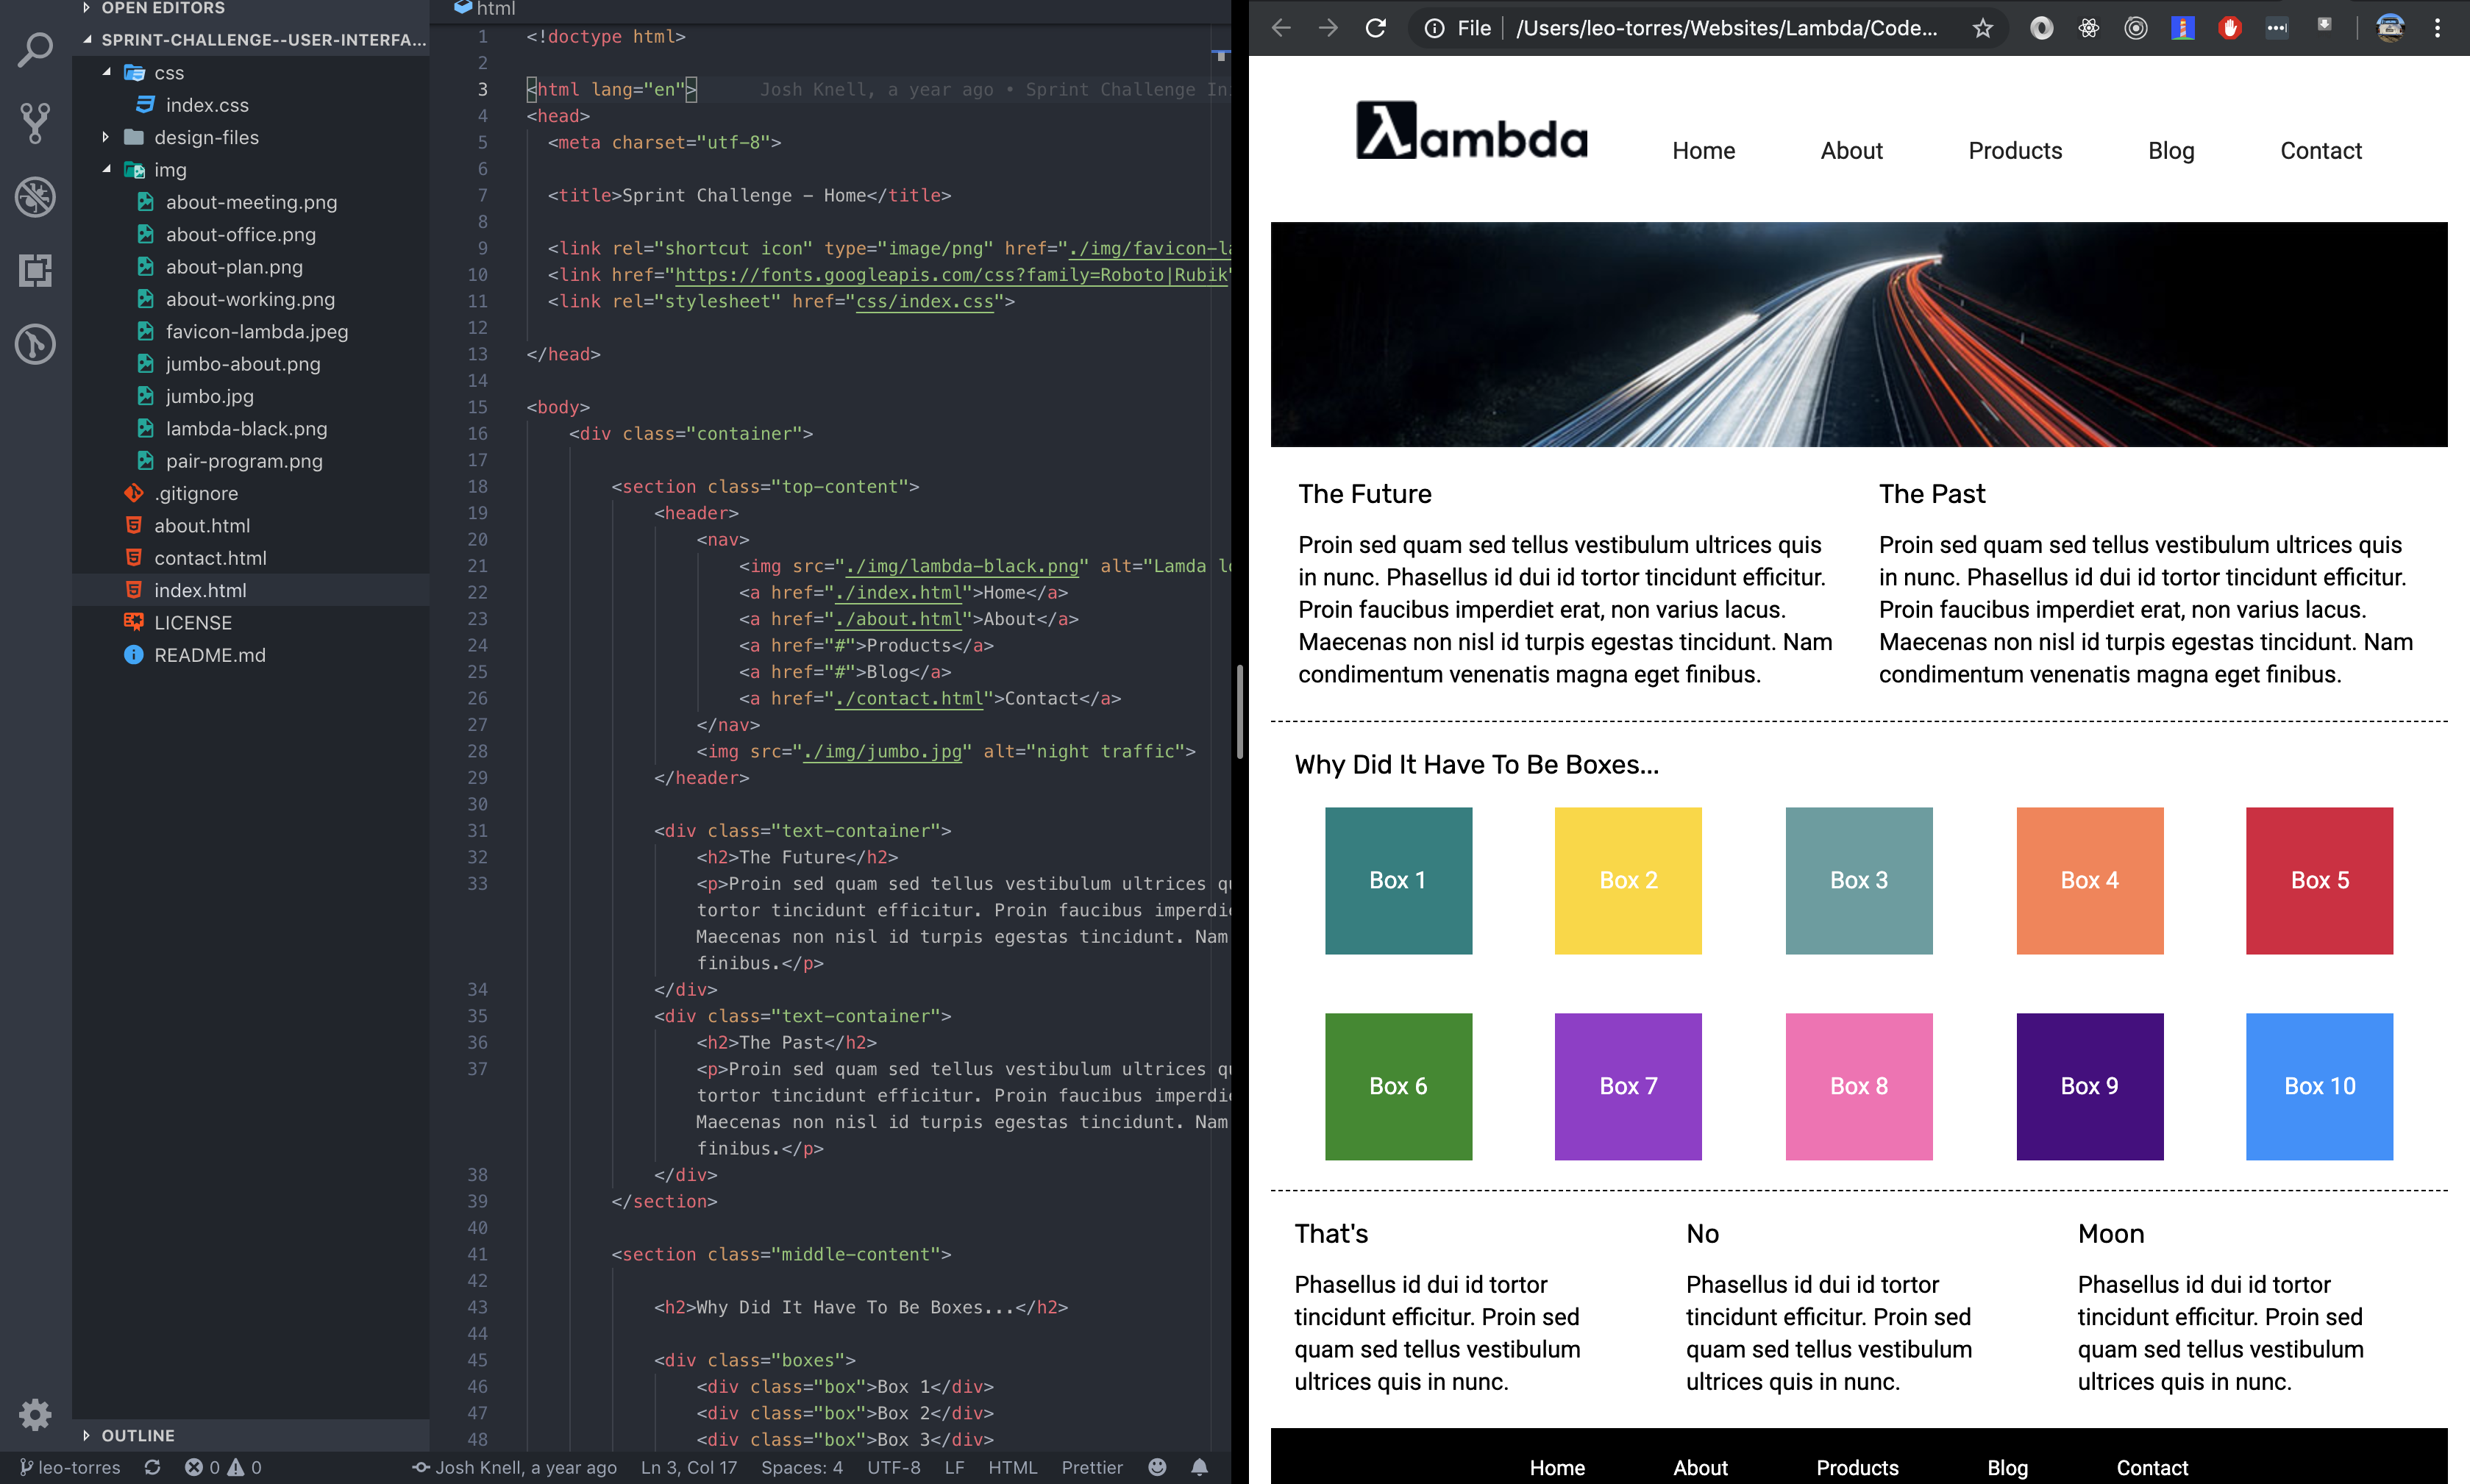 OPEN EDITORS
SPRINT-CHALLENGE--USER-INTERFA...
css
index.css
design-files
img
about-meeting.png
about-office.png
about-plan.png
about-working.png
favicon-lambda.jpeg
jumbo-about.png
jumbo.jpg
lambda-black.png
pair-program.png
.gitignore
about.html
contact.html
index.html
LICENSE
README.md
OUTLINE
html
1 <!doctype html>
2
3 <html lang="en"> Josh Knell, a year ago • Sprint Challenge In
4 <head>
5 <meta charset="utf-8">
6
7 <title>Sprint Challenge - Home</title>
8
9 <link rel="shortcut icon" type="image/png" href="./img/favicon-la
10 <link href="https://fonts.googleapis.com/css?family=Roboto|Rubik"
11 <link rel="stylesheet" href="css/index.css">
12
13 </head>
14
15 <body>
16 <div class="container">
17
18 <section class="top-content">
19 <header>
20 <nav>
21 <img src="./img/lambda-black.png" alt="Lamda lo
22 <a href="./index.html">Home</a>
23 <a href="./about.html">About</a>
24 <a href="#">Products</a>
25 <a href="#">Blog</a>
26 <a href="./contact.html">Contact</a>
27 </nav>
28 <img src="./img/jumbo.jpg" alt="night traffic">
29 </header>
30
31 <div class="text-container">
32 <h2>The Future</h2>
33 <p>Proin sed quam sed tellus vestibulum ultrices qu
tortor tincidunt efficitur. Proin faucibus imperdie
Maecenas non nisl id turpis egestas tincidunt. Nam
finibus.</p>
34 </div>
35 <div class="text-container">
36 <h2>The Past</h2>
37 <p>Proin sed quam sed tellus vestibulum ultrices qu
tortor tincidunt efficitur. Proin faucibus imperdie
Maecenas non nisl id turpis egestas tincidunt. Nam
finibus.</p>
38 </div>
39 </section>
40
41 <section class="middle-content">
42
43 <h2>Why Did It Have To Be Boxes...</h2>
44
45 <div class="boxes">
46 <div class="box">Box 1</div>
47 <div class="box">Box 2</div>
48 <div class="box">Box 3</div>
leo-torres 0 0 Josh Knell, a year ago Ln 3, Col 17 Spaces: 4 UTF-8 LF HTML Prettier
File /Users/leo-torres/Websites/Lambda/Code...
λambda Home About Products Blog Contact
The Future
Proin sed quam sed tellus vestibulum ultrices quis
in nunc. Phasellus id dui id tortor tincidunt efficitur.
Proin faucibus imperdiet erat, non varius lacus.
Maecenas non nisl id turpis egestas tincidunt. Nam
condimentum venenatis magna eget finibus.
The Past
Proin sed quam sed tellus vestibulum ultrices quis
in nunc. Phasellus id dui id tortor tincidunt efficitur.
Proin faucibus imperdiet erat, non varius lacus.
Maecenas non nisl id turpis egestas tincidunt. Nam
condimentum venenatis magna eget finibus.
Why Did It Have To Be Boxes...
Box 1 Box 2 Box 3 Box 4 Box 5
Box 6 Box 7 Box 8 Box 9 Box 10
That's
Phasellus id dui id tortor
tincidunt efficitur. Proin sed
quam sed tellus vestibulum
ultrices quis in nunc.
No
Phasellus id dui id tortor
tincidunt efficitur. Proin sed
quam sed tellus vestibulum
ultrices quis in nunc.
Moon
Phasellus id dui id tortor
tincidunt efficitur. Proin sed
quam sed tellus vestibulum
ultrices quis in nunc.
Home About Products Blog Contact